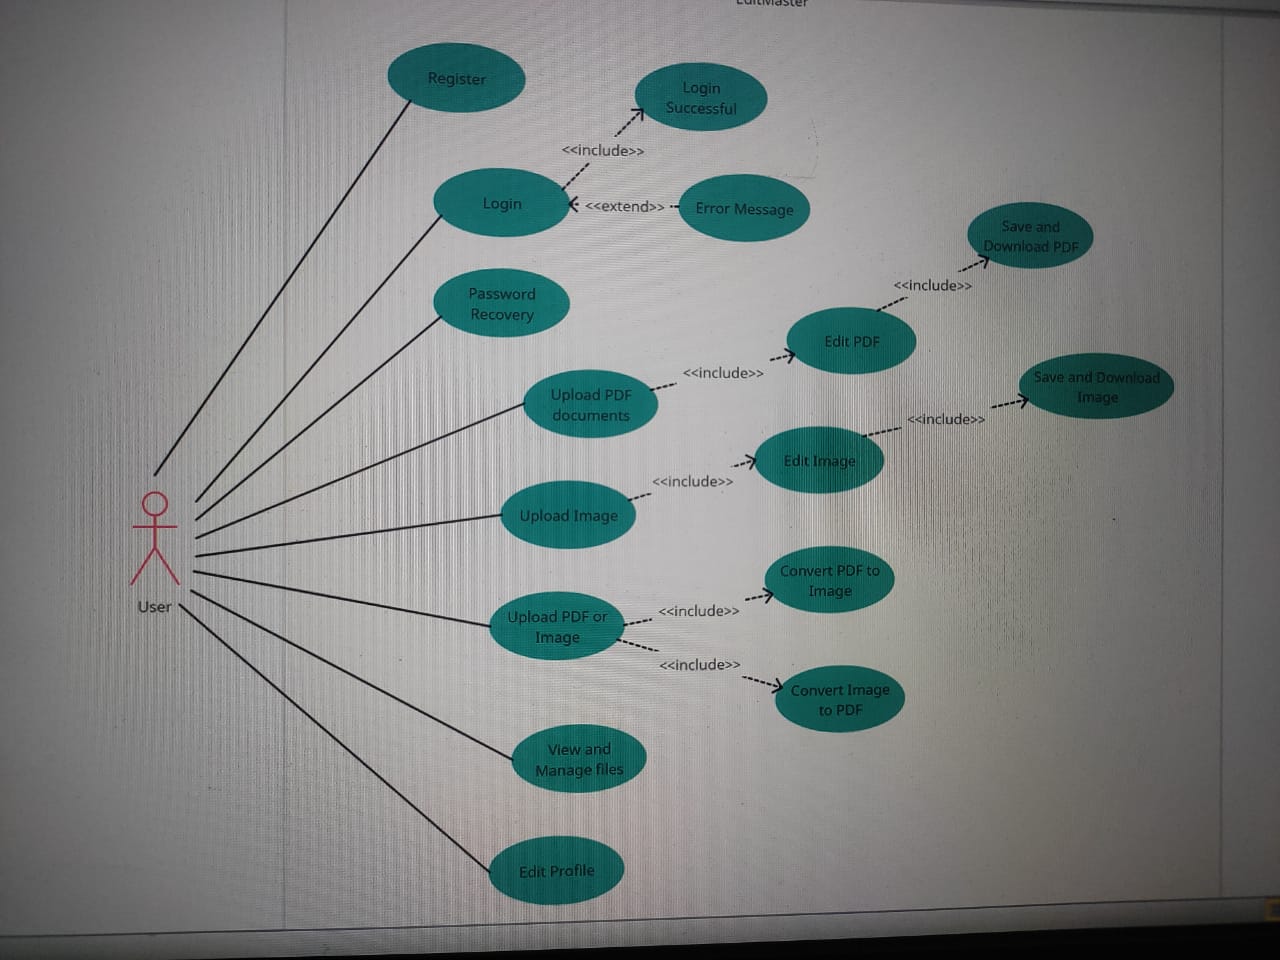 EditMaster
Register
Login
Successful
<<include>>
Login
<<extend>>
Error Message
Save and
Download PDF
<<include>>
Password
Recovery
Edit PDF
<<include>>
Save and Download
Image
Upload PDF
documents
<<include>>
Edit Image
<<include>>
Upload Image
Convert PDF to
Image
<<include>>
Upload PDF or
Image
User
<<include>>
Convert Image
to PDF
View and
Manage files
Edit Profile